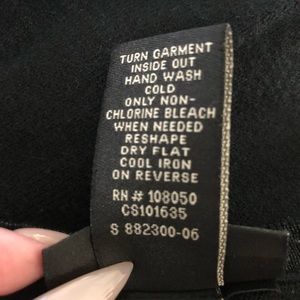 TURN GARMENT
INSIDE OUT
HAND WASH
COLD
ONLY NON-
CHLORINE BLEACH
WHEN NEEDED
RESHAPE
DRY FLAT
COOL IRON
ON REVERSE
RN # 108050
CS101635
S 882300-06